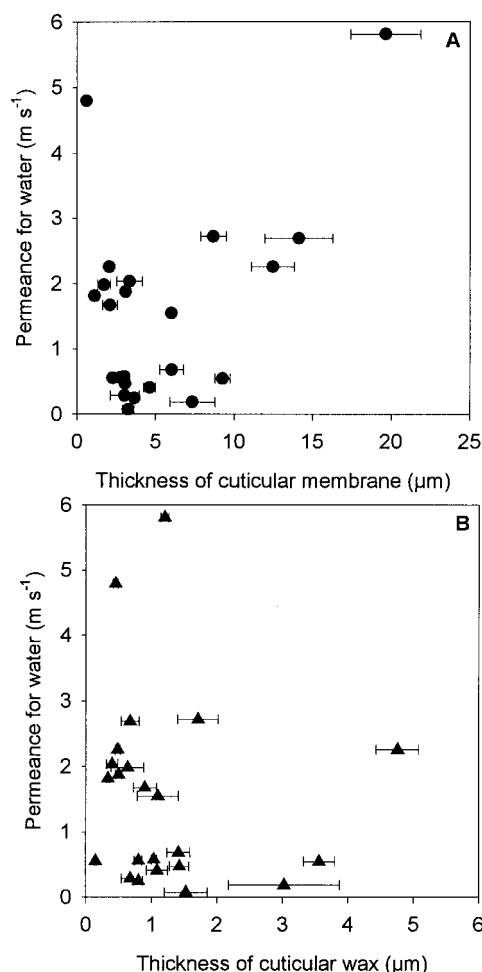 A
6
5
4
3
2
1
0
Permeance for water (m s⁻¹)
0 5 10 15 20 25
Thickness of cuticular membrane (µm)
B
6
5
4
3
2
1
0
Permeance for water (m s⁻¹)
0 1 2 3 4 5 6
Thickness of cuticular wax (µm)